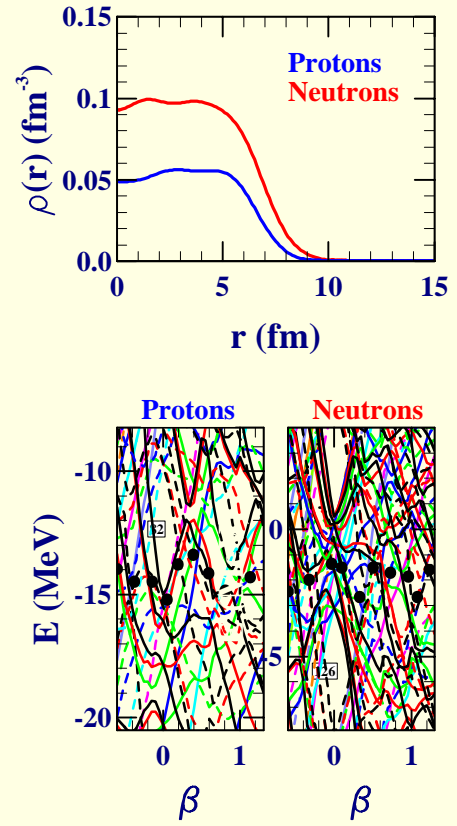 0.15
Protons
Neutrons
0.1
ρ(r) (fm⁻³)
0.05
0.0
0 5 10 15
r (fm)
Protons Neutrons
-10
0
82
E (MeV)
-15
-5
126
-20
0 1 0 1
β β